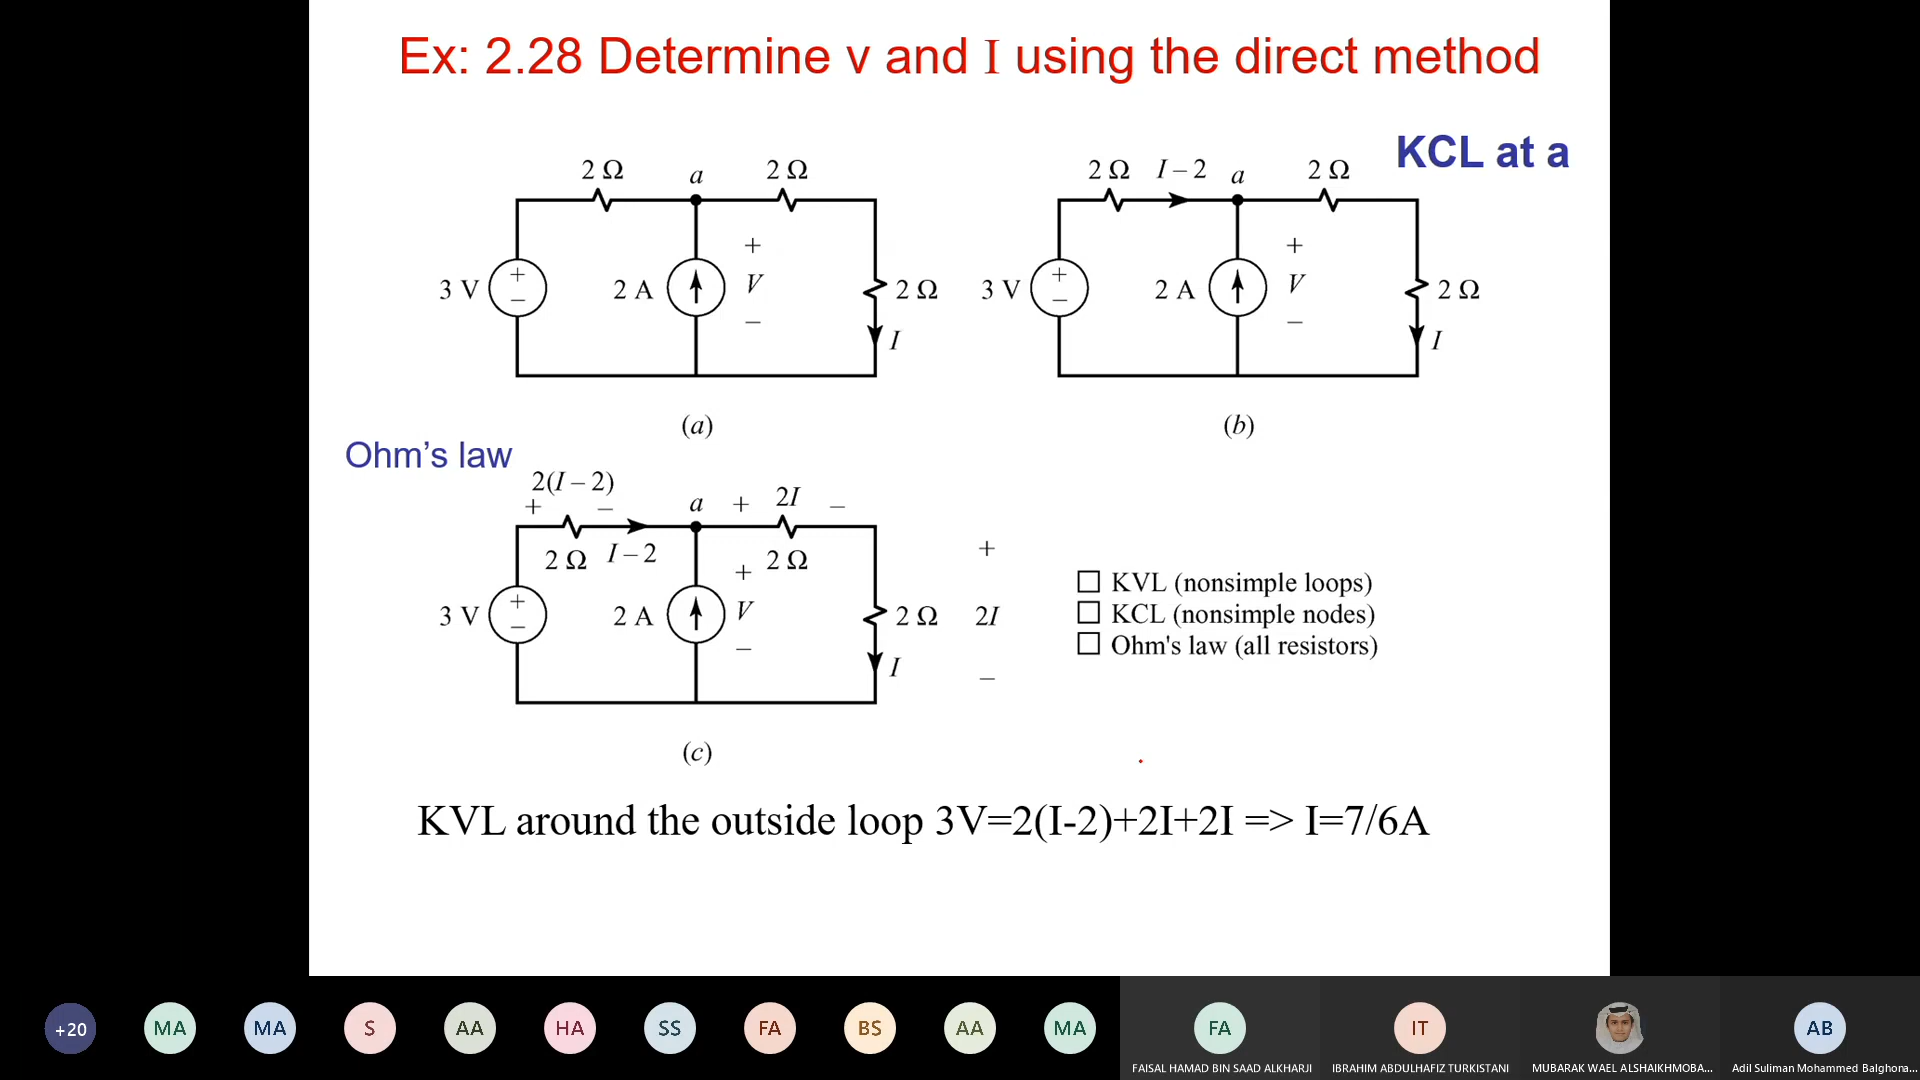 Ex: 2.28 Determine v and I using the direct method
KCL at a
2 Ω
a
2 Ω
3 V
+
−
2 A
+
V
−
2 Ω
I
(a)
2 Ω
I – 2
a
2 Ω
3 V
+
−
2 A
+
V
−
2 Ω
I
(b)
Ohm’s law
2(I – 2)
+
−
a
+
2I
−
2 Ω
I – 2
2 Ω
3 V
+
−
2 A
+
V
−
2 Ω
I
+
2I
−
(c)
☐ KVL (nonsimple loops)
☐ KCL (nonsimple nodes)
☐ Ohm's law (all resistors)
KVL around the outside loop 3V=2(I-2)+2I+2I => I=7/6A
+20
MA
MA
S
AA
HA
SS
FA
BS
AA
MA
FA
IT
AB
FAISAL HAMAD BIN SAAD ALKHARJI
IBRAHIM ABDULHAFIZ TURKISTANI
MUBARAK WAEL ALSHAIKHMOBA...
Adil Suliman Mohammed Balghona...